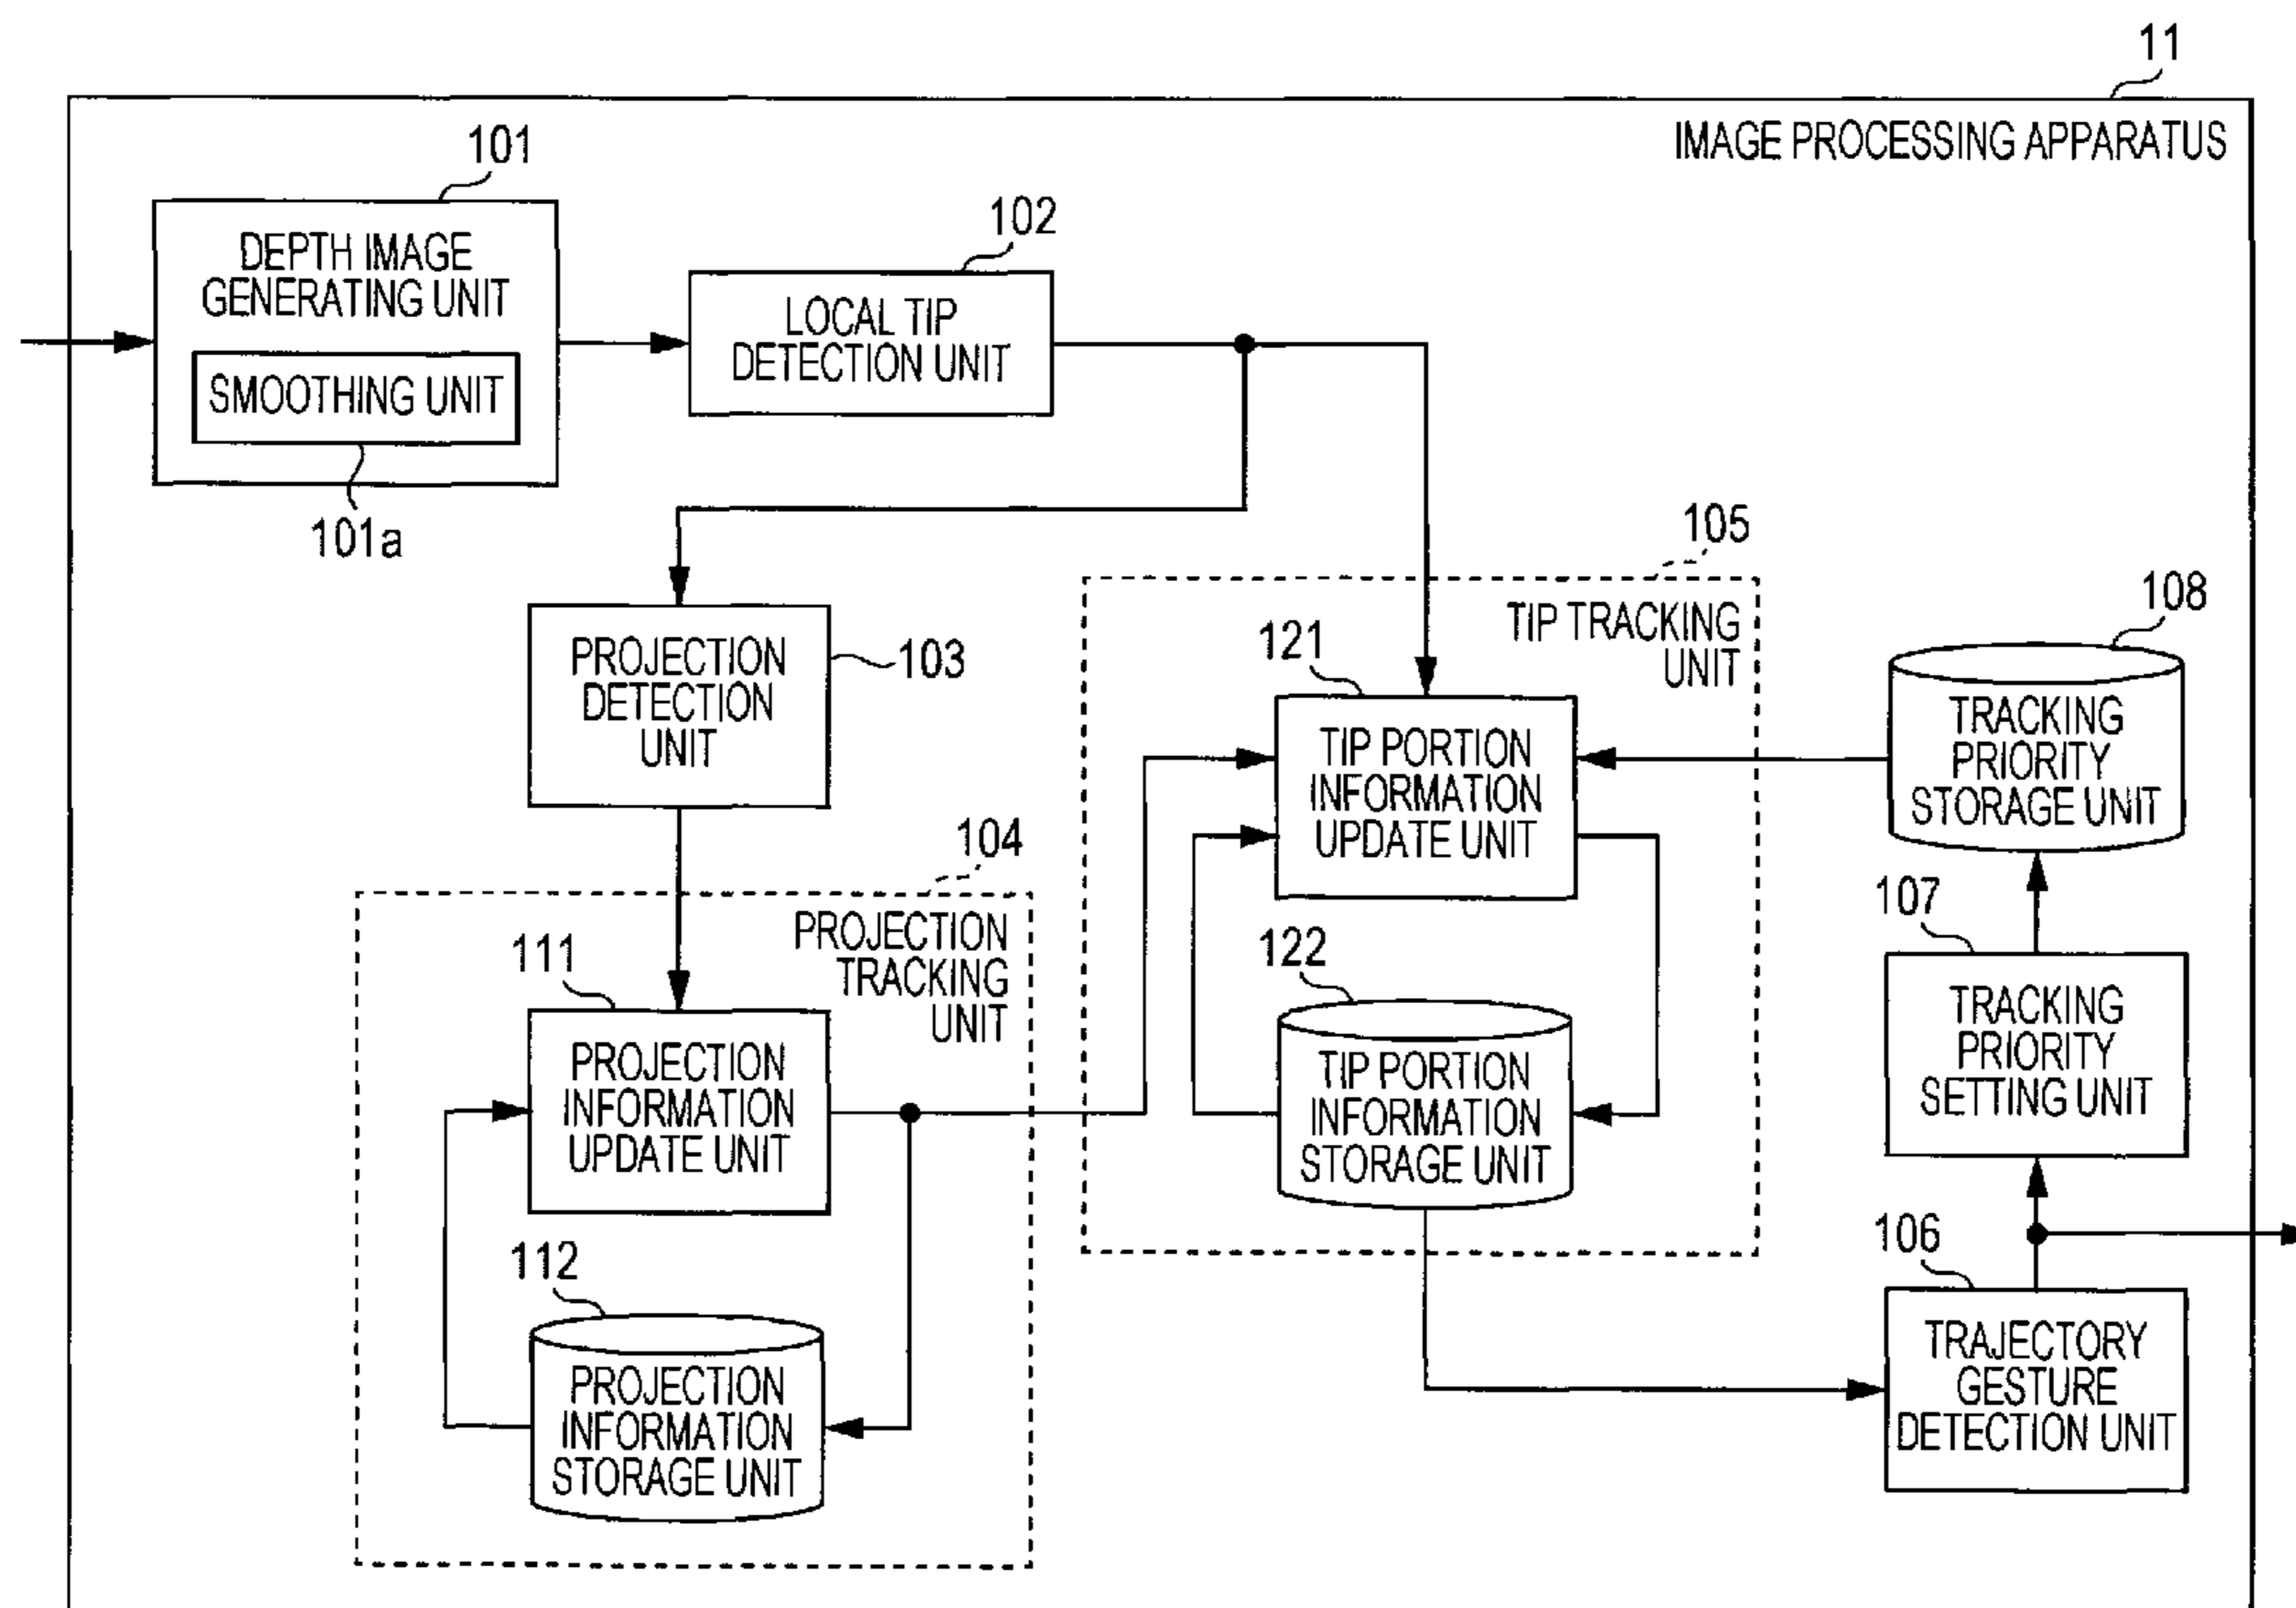 11
IMAGE PROCESSING APPARATUS
101
DEPTH IMAGE
GENERATING UNIT
SMOOTHING UNIT
101a
102
LOCAL TIP
DETECTION UNIT
PROJECTION
DETECTION
UNIT
103
104
PROJECTION
TRACKING
UNIT
111
PROJECTION
INFORMATION
UPDATE UNIT
112
PROJECTION
INFORMATION
STORAGE UNIT
105
TIP TRACKING
UNIT
121
TIP PORTION
INFORMATION
UPDATE UNIT
122
TIP PORTION
INFORMATION
STORAGE UNIT
108
TRACKING
PRIORITY
STORAGE UNIT
107
TRACKING
PRIORITY
SETTING UNIT
106
TRAJECTORY
GESTURE
DETECTION UNIT